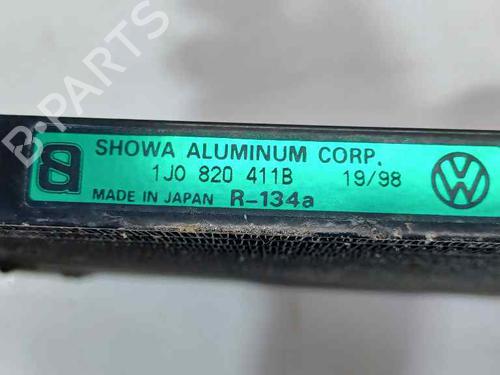 SHOWA ALUMINUM CORP.
1J0 820 411B 19/98
MADE IN JAPAN R-134a
B-PARTS